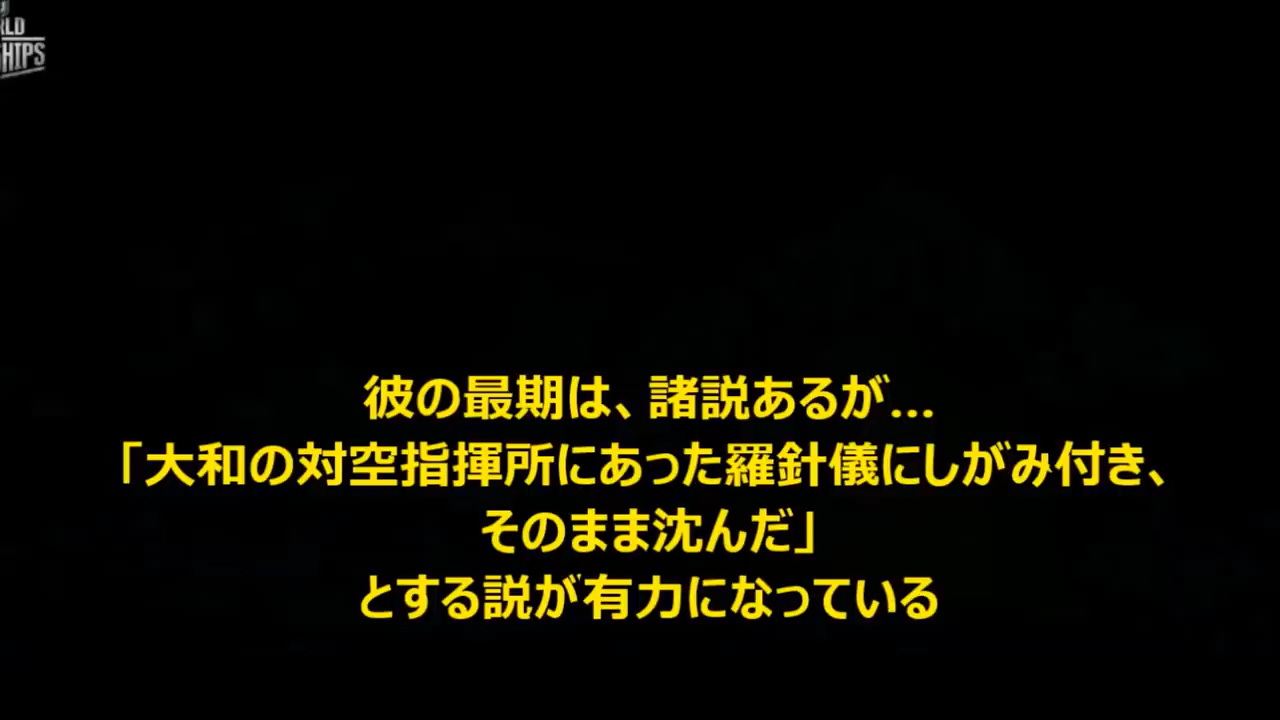 RLD
SHIPS
彼の最期は、諸説あるが…
「大和の対空指揮所にあった羅針儀にしがみ付き、
そのまま沈んだ」
とする説が有力になっている